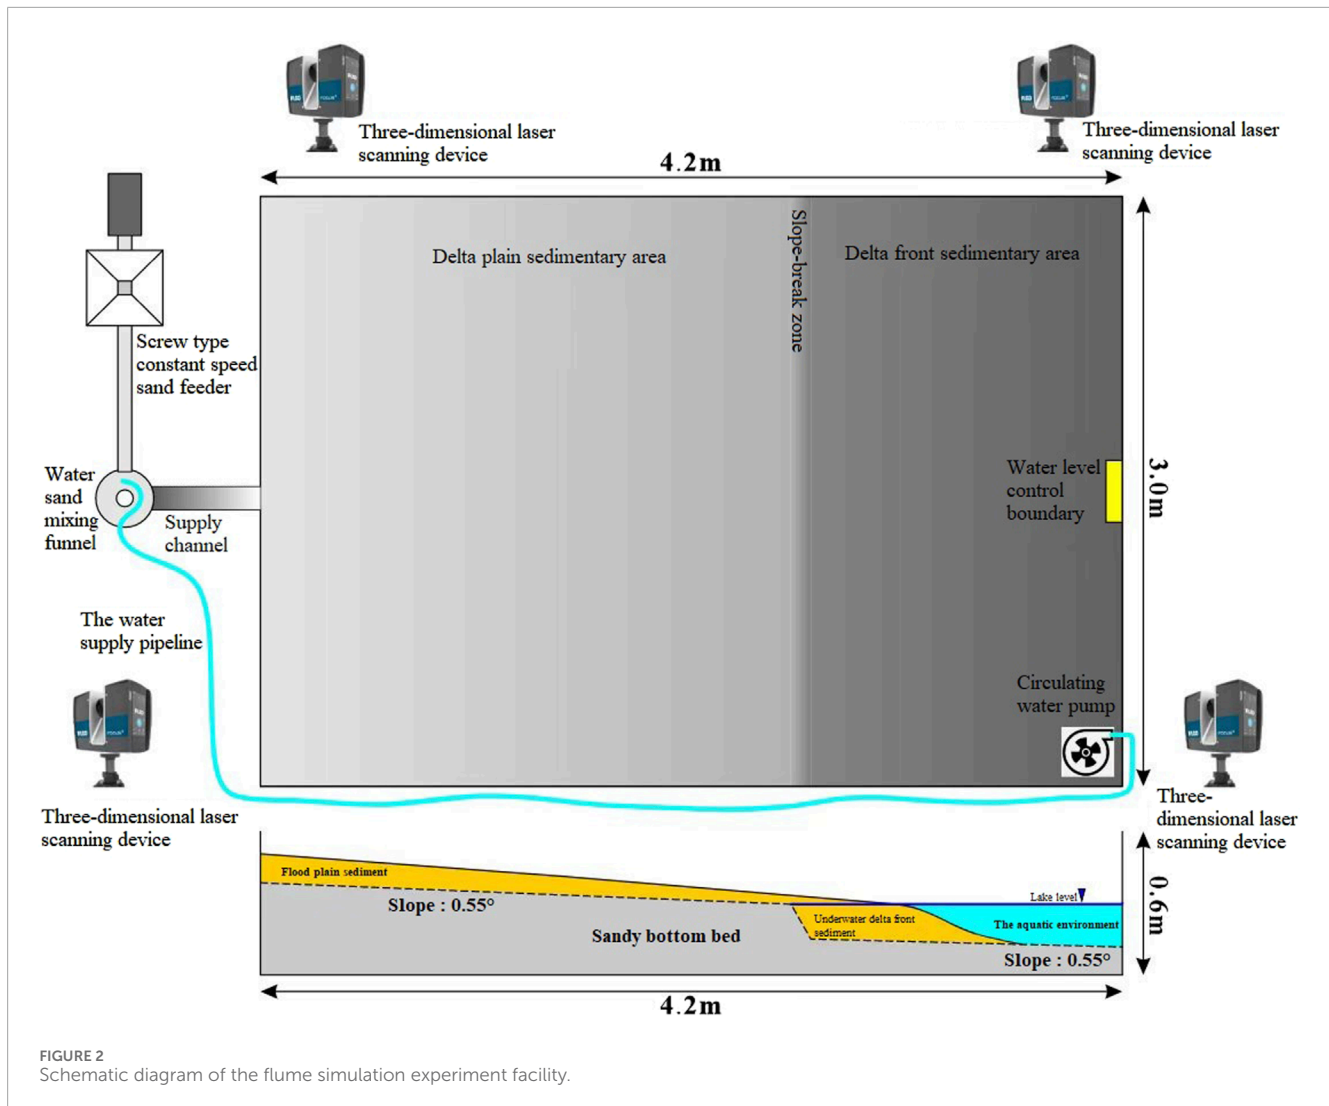 Three-dimensional laser
scanning device
Three-dimensional laser
scanning device
4.2m
Slope-break zone
Delta plain sedimentary area
Delta front sedimentary area
Screw type
constant speed
sand feeder
Water
sand
mixing
funnel
Supply
channel
Water level
control
boundary
3.0m
The water
supply pipeline
Circulating
water pump
Three-dimensional laser
scanning device
Three-
dimensional laser
scanning device
Flood plain sediment
Slope : 0.55°
Sandy bottom bed
Underwater delta front
sediment
Lake level
The aquatic environment
Slope : 0.55°
0.6m
4.2m
FIGURE 2
Schematic diagram of the flume simulation experiment facility.